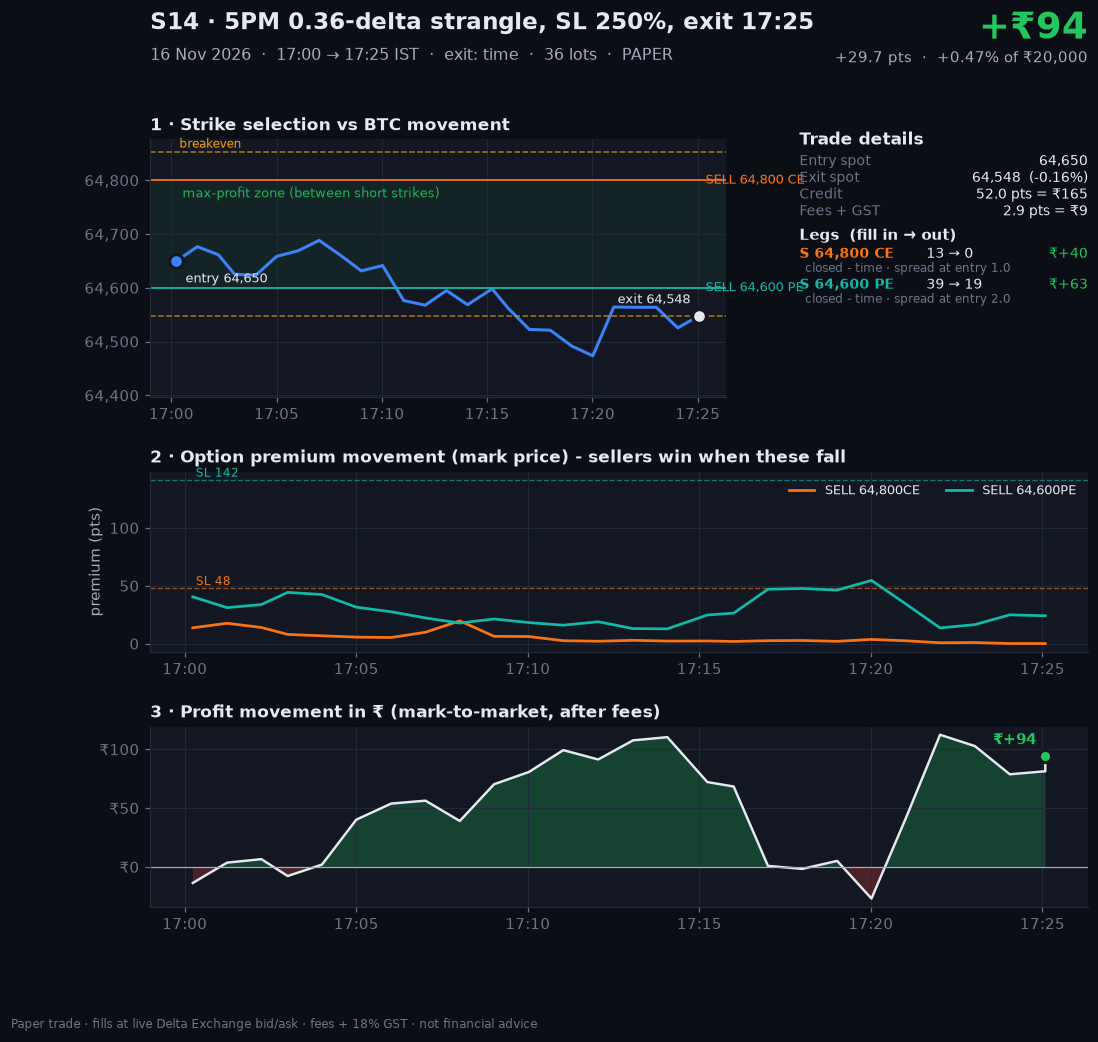 S14 · 5PM 0.36-delta strangle, SL 250%, exit 17:25
+₹94
16 Nov 2026 · 17:00 → 17:25 IST · exit: time · 36 lots · PAPER
+29.7 pts · +0.47% of ₹20,000
1 · Strike selection vs BTC movement
breakeven
64,800
SELL 64,800 CE
max-profit zone (between short strikes)
64,700
entry 64,650
64,600
SELL 64,600 PE
exit 64,548
64,500
64,400
17:00
17:05
17:10
17:15
17:20
17:25
Trade details
Entry spot 64,650
Exit spot 64,548 (-0.16%)
Credit 52.0 pts = ₹165
Fees + GST 2.9 pts = ₹9
Legs (fill in → out)
S 64,800 CE 13 → 0 ₹+40
closed - time · spread at entry 1.0
S 64,600 PE 39 → 19 ₹+63
closed - time · spread at entry 2.0
2 · Option premium movement (mark price) - sellers win when these fall
SL 142
SELL 64,800CE
SELL 64,600PE
premium (pts)
100
SL 48
50
0
17:00
17:05
17:10
17:15
17:20
17:25
3 · Profit movement in ₹ (mark-to-market, after fees)
₹+94
₹100
₹50
₹0
17:00
17:05
17:10
17:15
17:20
17:25
Paper trade · fills at live Delta Exchange bid/ask · fees + 18% GST · not financial advice